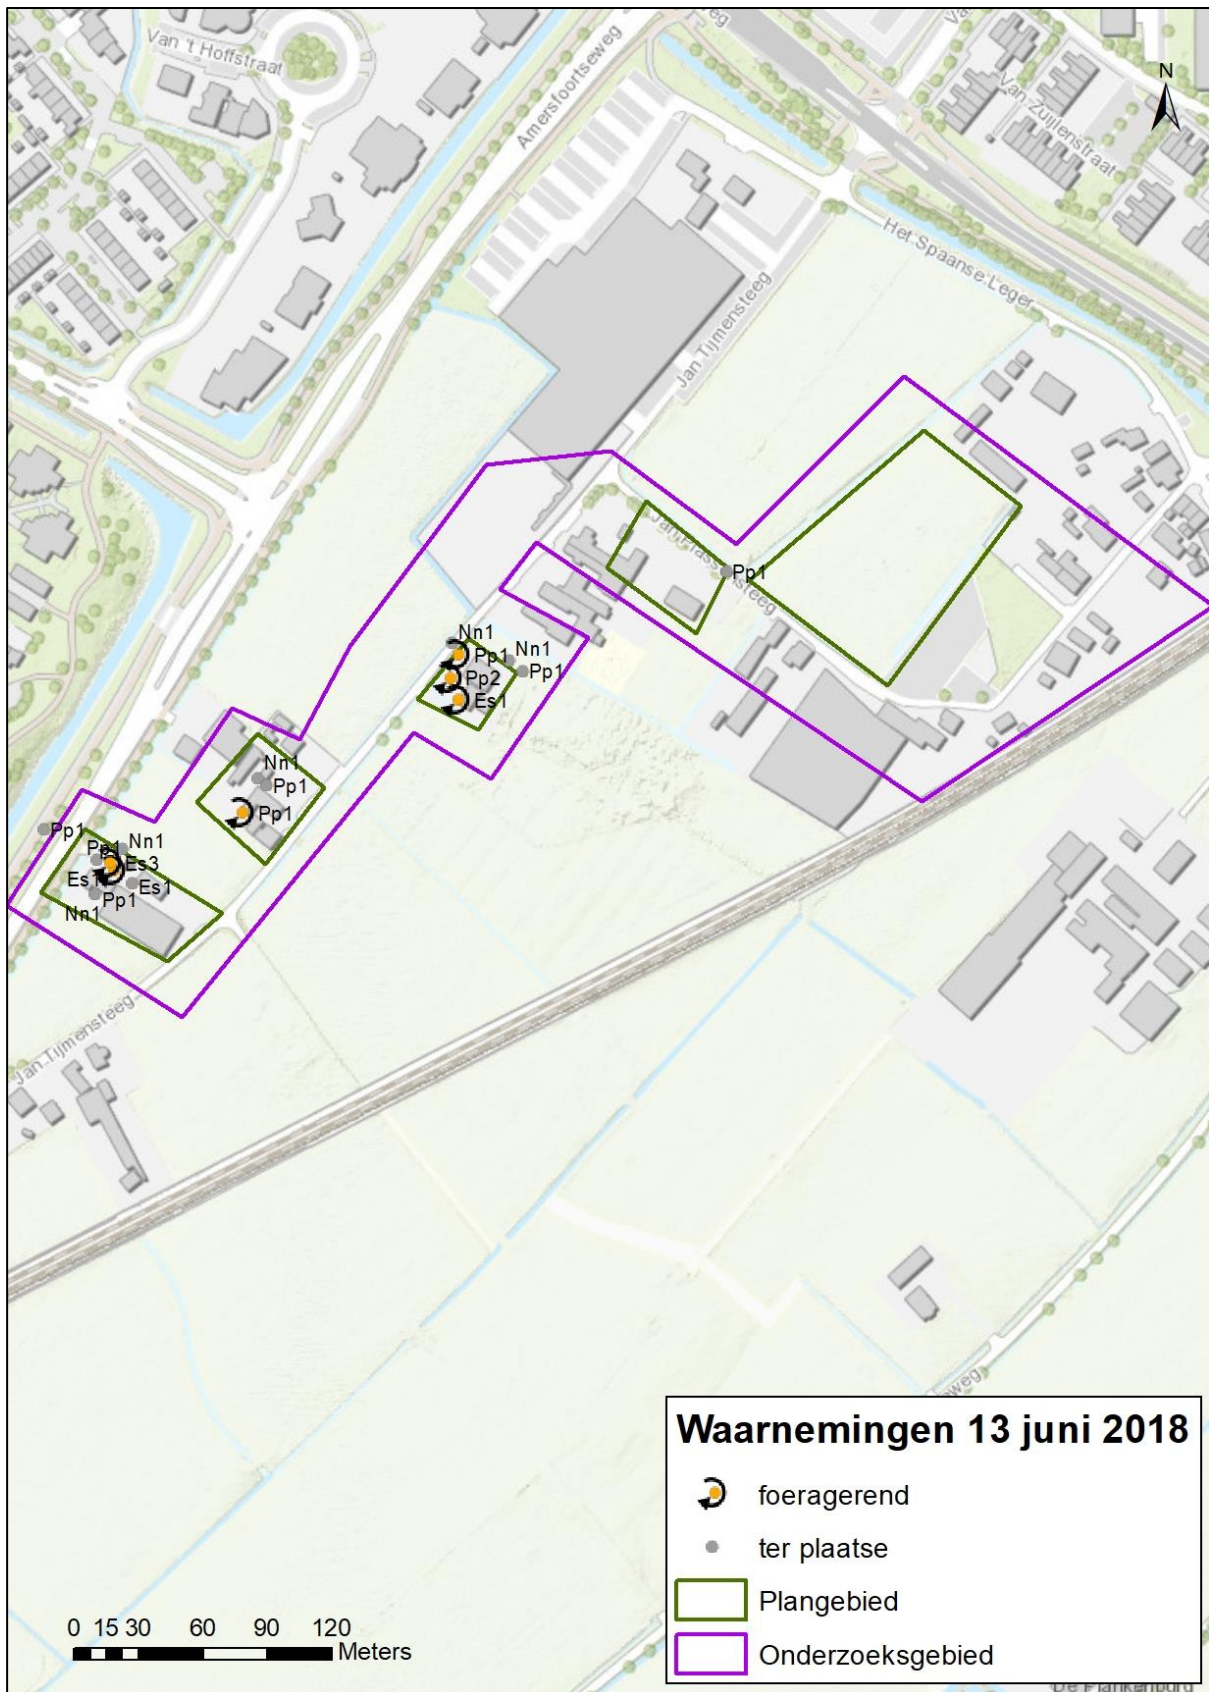 Van 't Hoffstraat
Amersfoortseweg
weg
Van Zuijlenstraat
N
Het Spaanse Leger
Jan Tijmensteeg
Pp1
Nn1
Pp1
Nn1
Pp1
Pp2
Es1
Nn1
Pp1
Pp1
Pp1
Pp1
Nn1
Es3
Es1
Es1
Pp1
Nn1
Jan Tijmensteeg
Waarnemingen 13 juni 2018
foeragerend
ter plaatse
Plangebied
Onderzoeksgebied
0 15 30 60 90 120
Meters